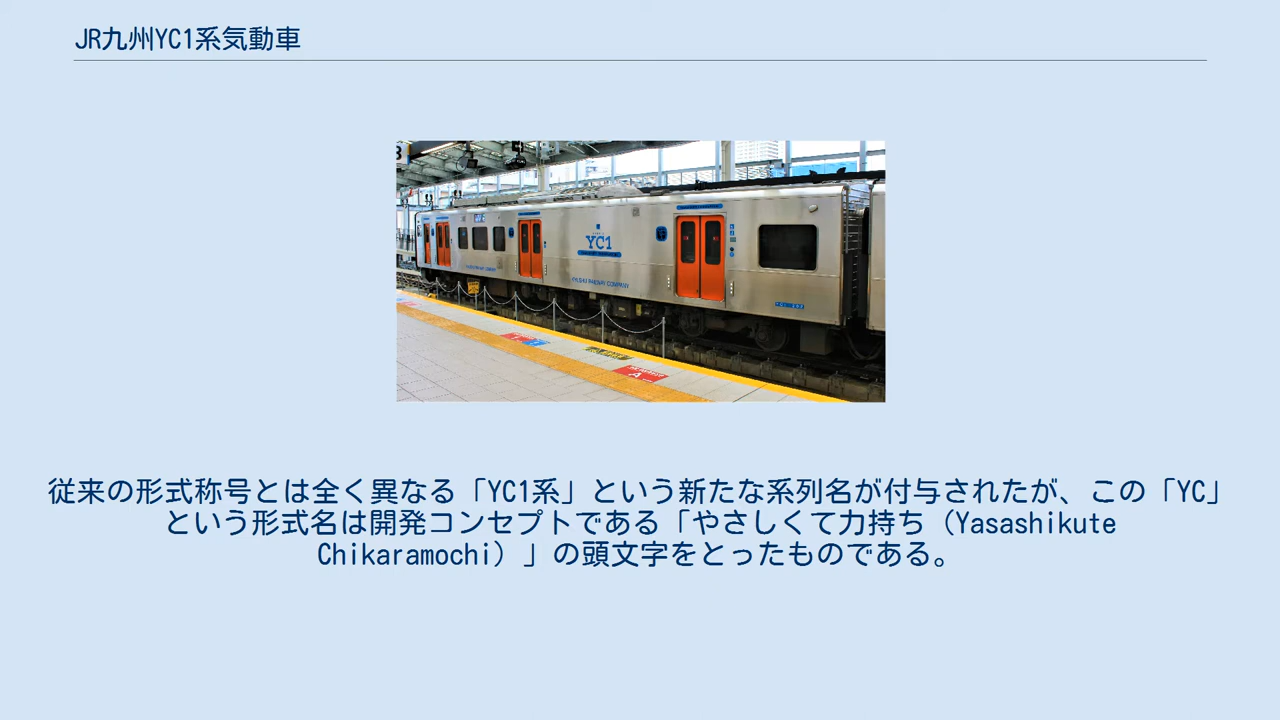 JR九州YC1系気動車
YC1
KYUSHU RAILWAY COMPANY
A
従来の形式称号とは全く異なる「YC1系」という新たな系列名が付与されたが、この「YC」
という形式名は開発コンセプトである「やさしくて力持ち（Yasashikute
Chikaramochi）」の頭文字をとったものである。